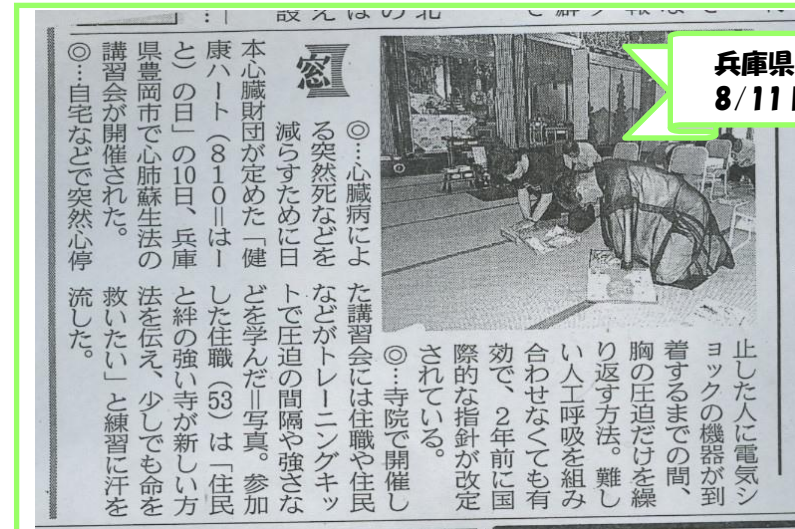 兵庫県
8/11
窓
◎…心臓病によ
る突然死などを
減らすために日
本心臓財団が定めた「健
康ハート(810=はー
と)の日」の10日、兵庫
県豊岡市で心肺蘇生法の
講習会が開催された。
◎…自宅などで突然心停
止した人に電気シ
ョックの機器が到
着するまでの間、
胸の圧迫だけを繰
り返す方法。難し
い人工呼吸を組み
合わせなくても有
効で、2年前に国
際的な指針が改定
されている。
◎…寺院で開催し
た講習会には住職や住民
などがトレーニングキッ
トで圧迫の間隔や強さな
どを学んだ=写真。参加
した住職(53)は「住民
と絆の強い寺が新しい方
法を伝え、少しでも命を
救いたい」と練習に汗を
流した。